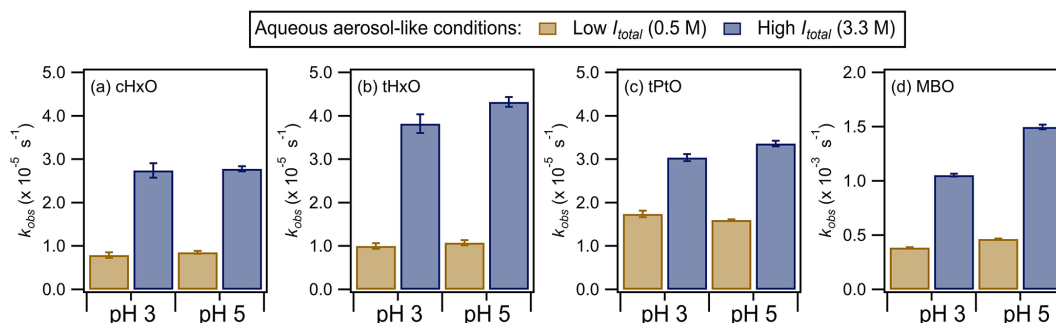 Aqueous aerosol-like conditions: Low I_total (0.5 M) High I_total (3.3 M)
(a) cHxO
k_obs (x 10^-5 s^-1)
5.0
4.0
3.0
2.0
1.0
0.0
pH 3 pH 5
(b) tHxO
k_obs (x 10^-5 s^-1)
5.0
4.0
3.0
2.0
1.0
0.0
pH 3 pH 5
(c) tPtO
k_obs (x 10^-5 s^-1)
5.0
4.0
3.0
2.0
1.0
0.0
pH 3 pH 5
(d) MBO
k_obs (x 10^-3 s^-1)
2.0
1.5
1.0
0.5
0.0
pH 3 pH 5